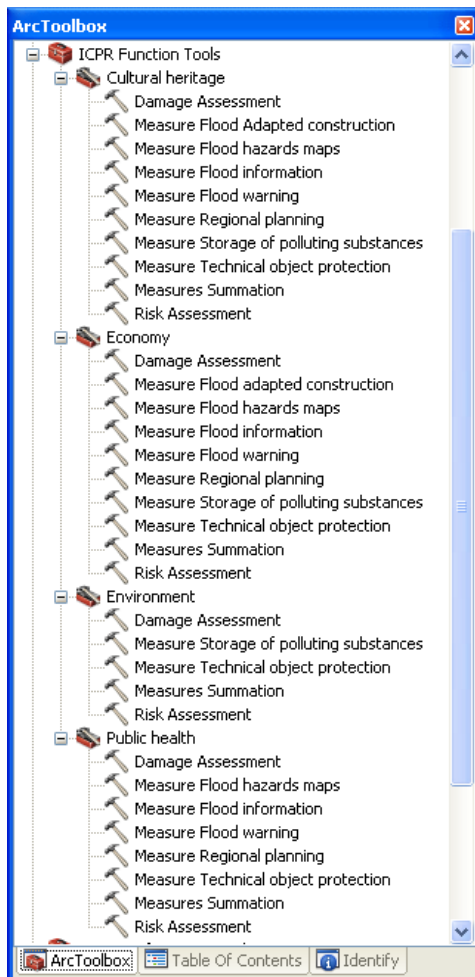 ArcToolbox
ICPR Function Tools
Cultural heritage
Damage Assessment
Measure Flood Adapted construction
Measure Flood hazards maps
Measure Flood information
Measure Flood warning
Measure Regional planning
Measure Storage of polluting substances
Measure Technical object protection
Measures Summation
Risk Assessment
Economy
Damage Assessment
Measure Flood adapted construction
Measure Flood hazards maps
Measure Flood information
Measure Flood warning
Measure Regional planning
Measure Storage of polluting substances
Measure Technical object protection
Measures Summation
Risk Assessment
Environment
Damage Assessment
Measure Storage of polluting substances
Measure Technical object protection
Measures Summation
Risk Assessment
Public health
Damage Assessment
Measure Flood hazards maps
Measure Flood information
Measure Flood warning
Measure Regional planning
Measure Technical object protection
Measures Summation
Risk Assessment
ArcToolbox Table Of Contents Identify